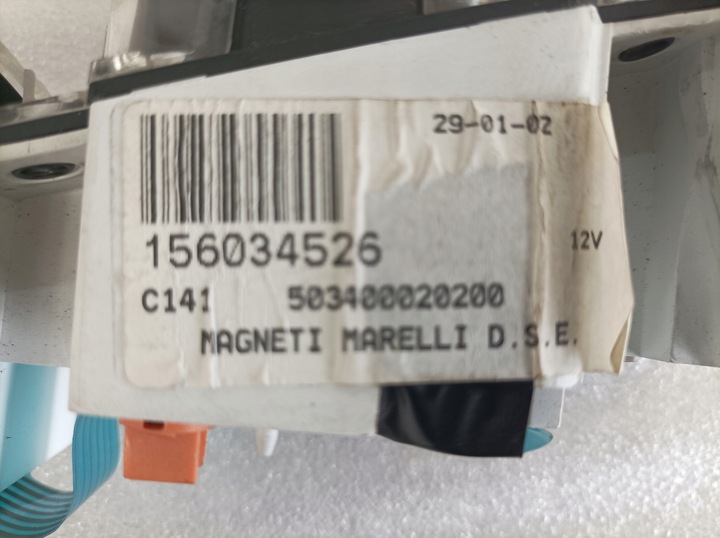 29-01-02
156034526
12V
C141 503400020200
MAGNETI MARELLI D.S.E.